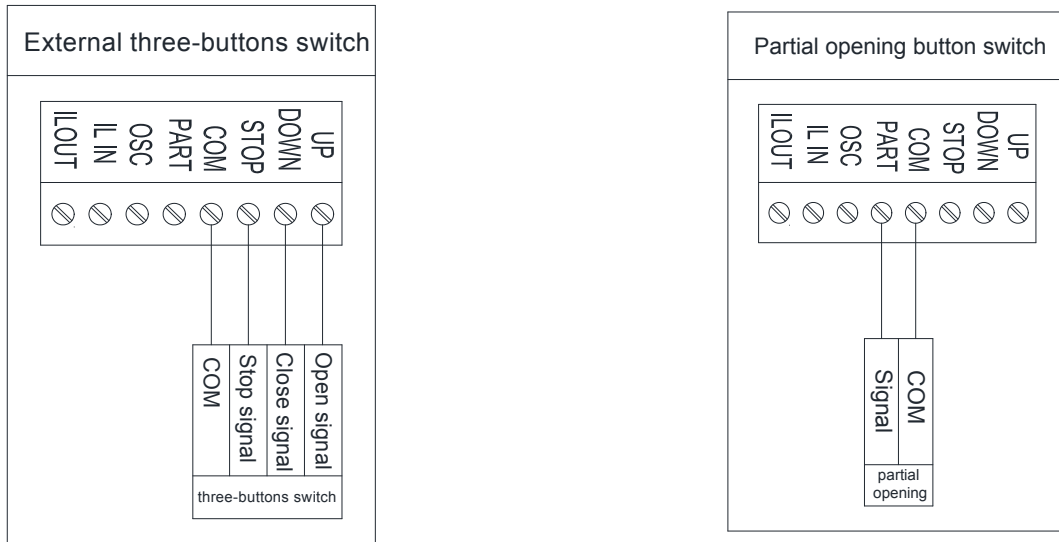 External three-buttons switch
ILOUT
IL IN
OSC
PART
COM
STOP
DOWN
UP
COM
Stop signal
Close signal
Open signal
three-buttons switch
Partial opening button switch
ILOUT
IL IN
OSC
PART
COM
STOP
DOWN
UP
Signal
COM
partial
opening